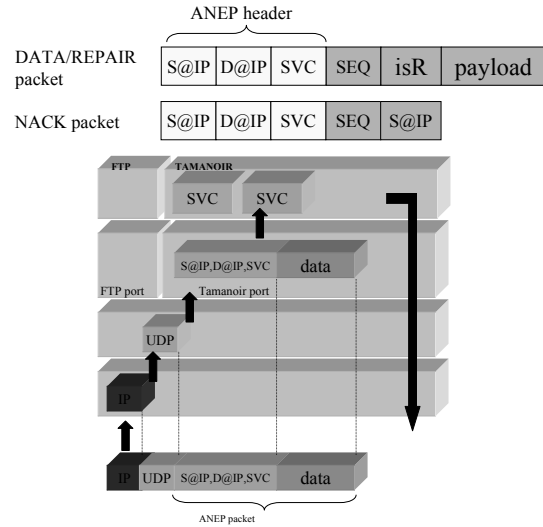 ANEP header
DATA/REPAIR packet
S@IP D@IP SVC SEQ isR payload
NACK packet
S@IP D@IP SVC SEQ S@IP
FTP TAMANOIR
SVC SVC
S@IP,D@IP,SVC data
FTP port Tamanoir port
UDP
IP
IP UDP S@IP,D@IP,SVC data
ANEP packet